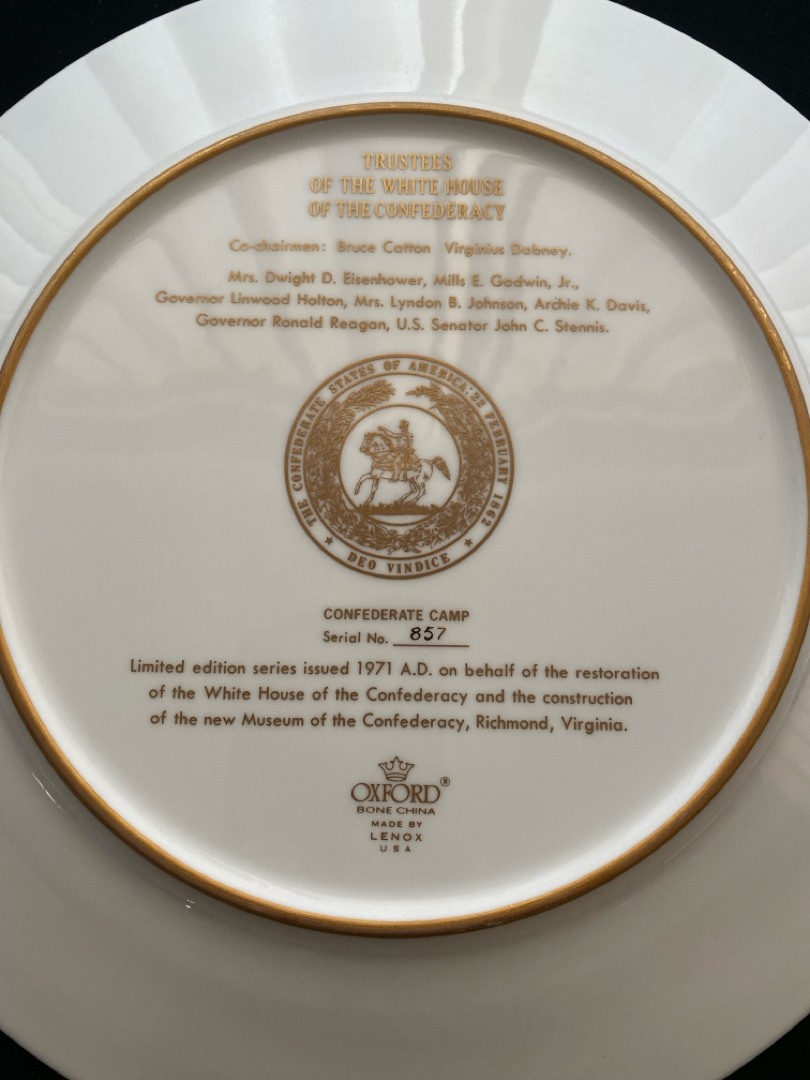 TRUSTEES
OF THE WHITE HOUSE
OF THE CONFEDERACY
Co-chairmen: Bruce Catton Virginius Dabney.
Mrs. Dwight D. Eisenhower, Mills E. Godwin, Jr.,
Governor Linwood Holton, Mrs. Lyndon B. Johnson, Archie K. Davis,
Governor Ronald Reagan, U.S. Senator John C. Stennis.
THE CONFEDERATE STATES OF AMERICA: 22 FEBRUARY 1862
DEO VINDICE
CONFEDERATE CAMP
Serial No. 857
Limited edition series issued 1971 A.D. on behalf of the restoration
of the White House of the Confederacy and the construction
of the new Museum of the Confederacy, Richmond, Virginia.
OXFORD®
BONE CHINA
MADE BY
LENOX
U.S.A